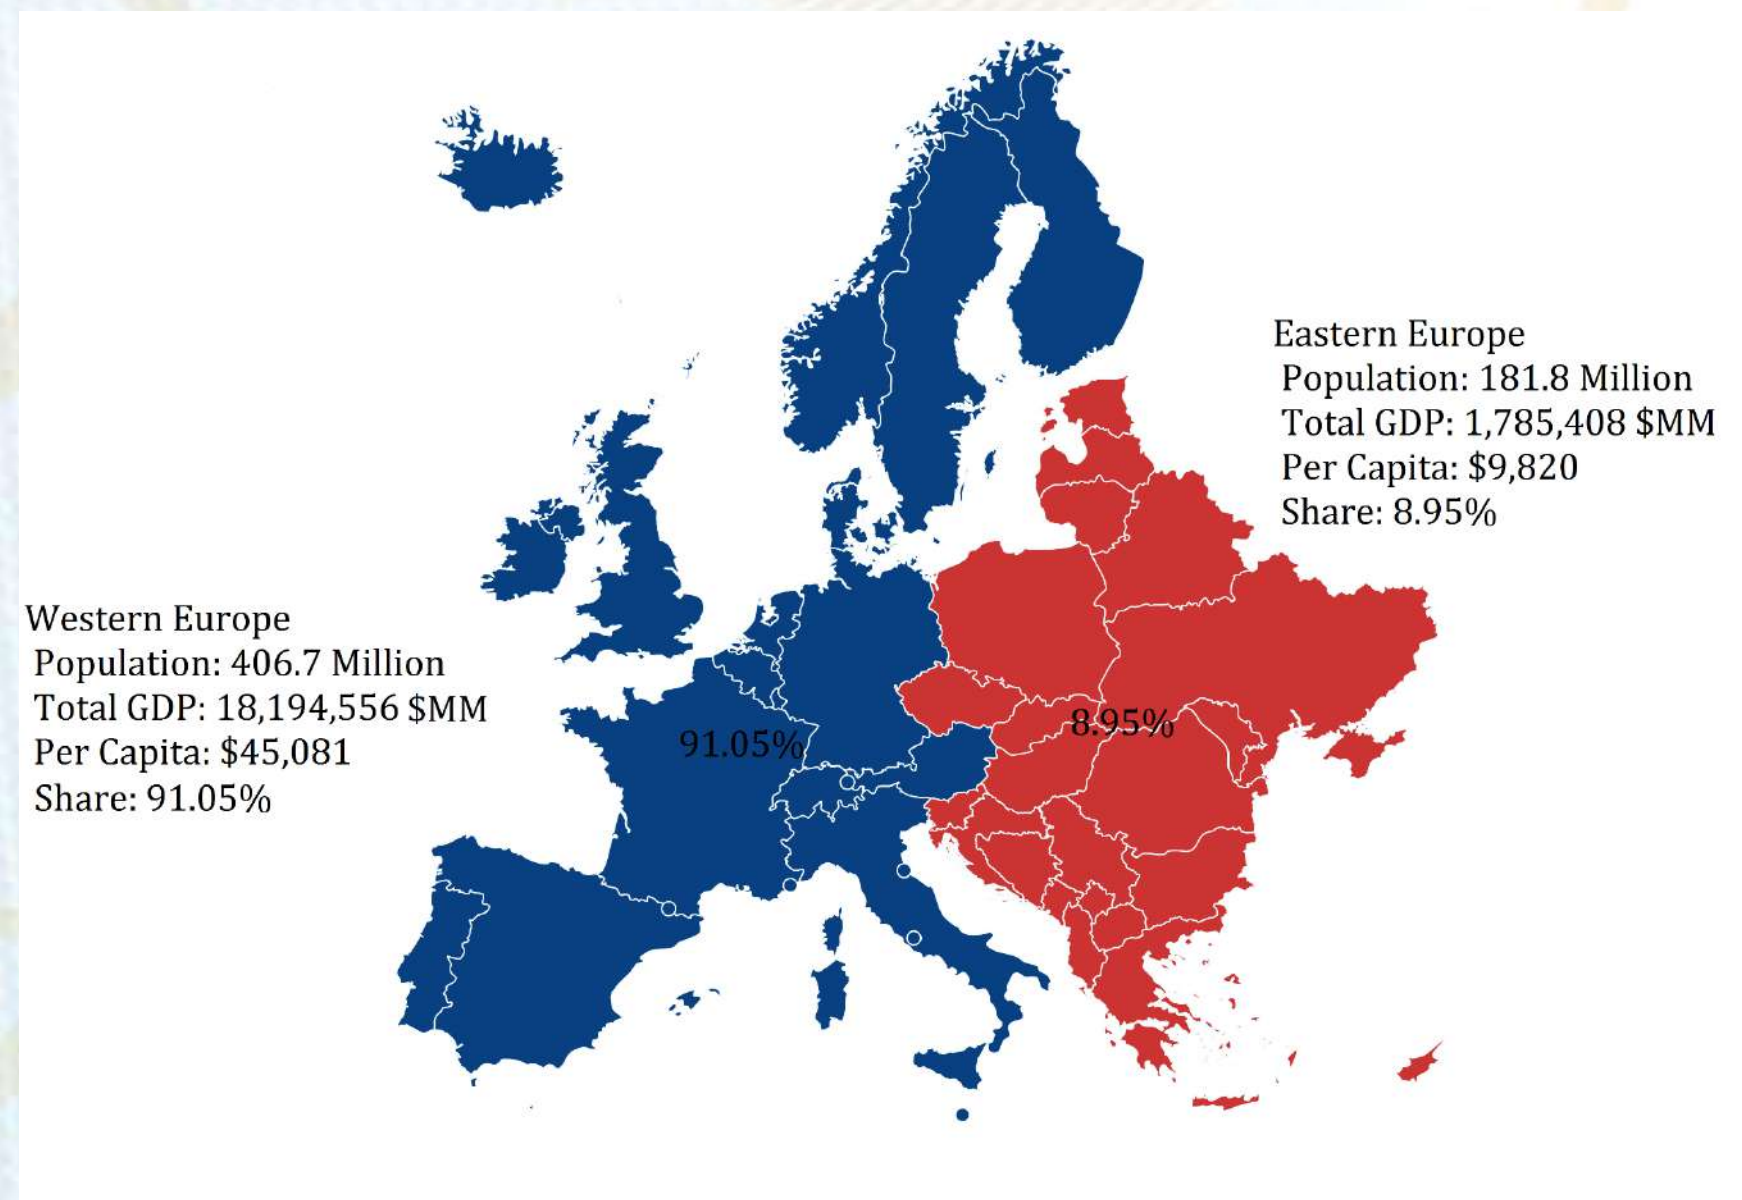 Eastern Europe
Population: 181.8 Million
Total GDP: 1,785,408 $MM
Per Capita: $9,820
Share: 8.95%
Western Europe
Population: 406.7 Million
Total GDP: 18,194,556 $MM
Per Capita: $45,081
Share: 91.05%
91.05%
8.95%